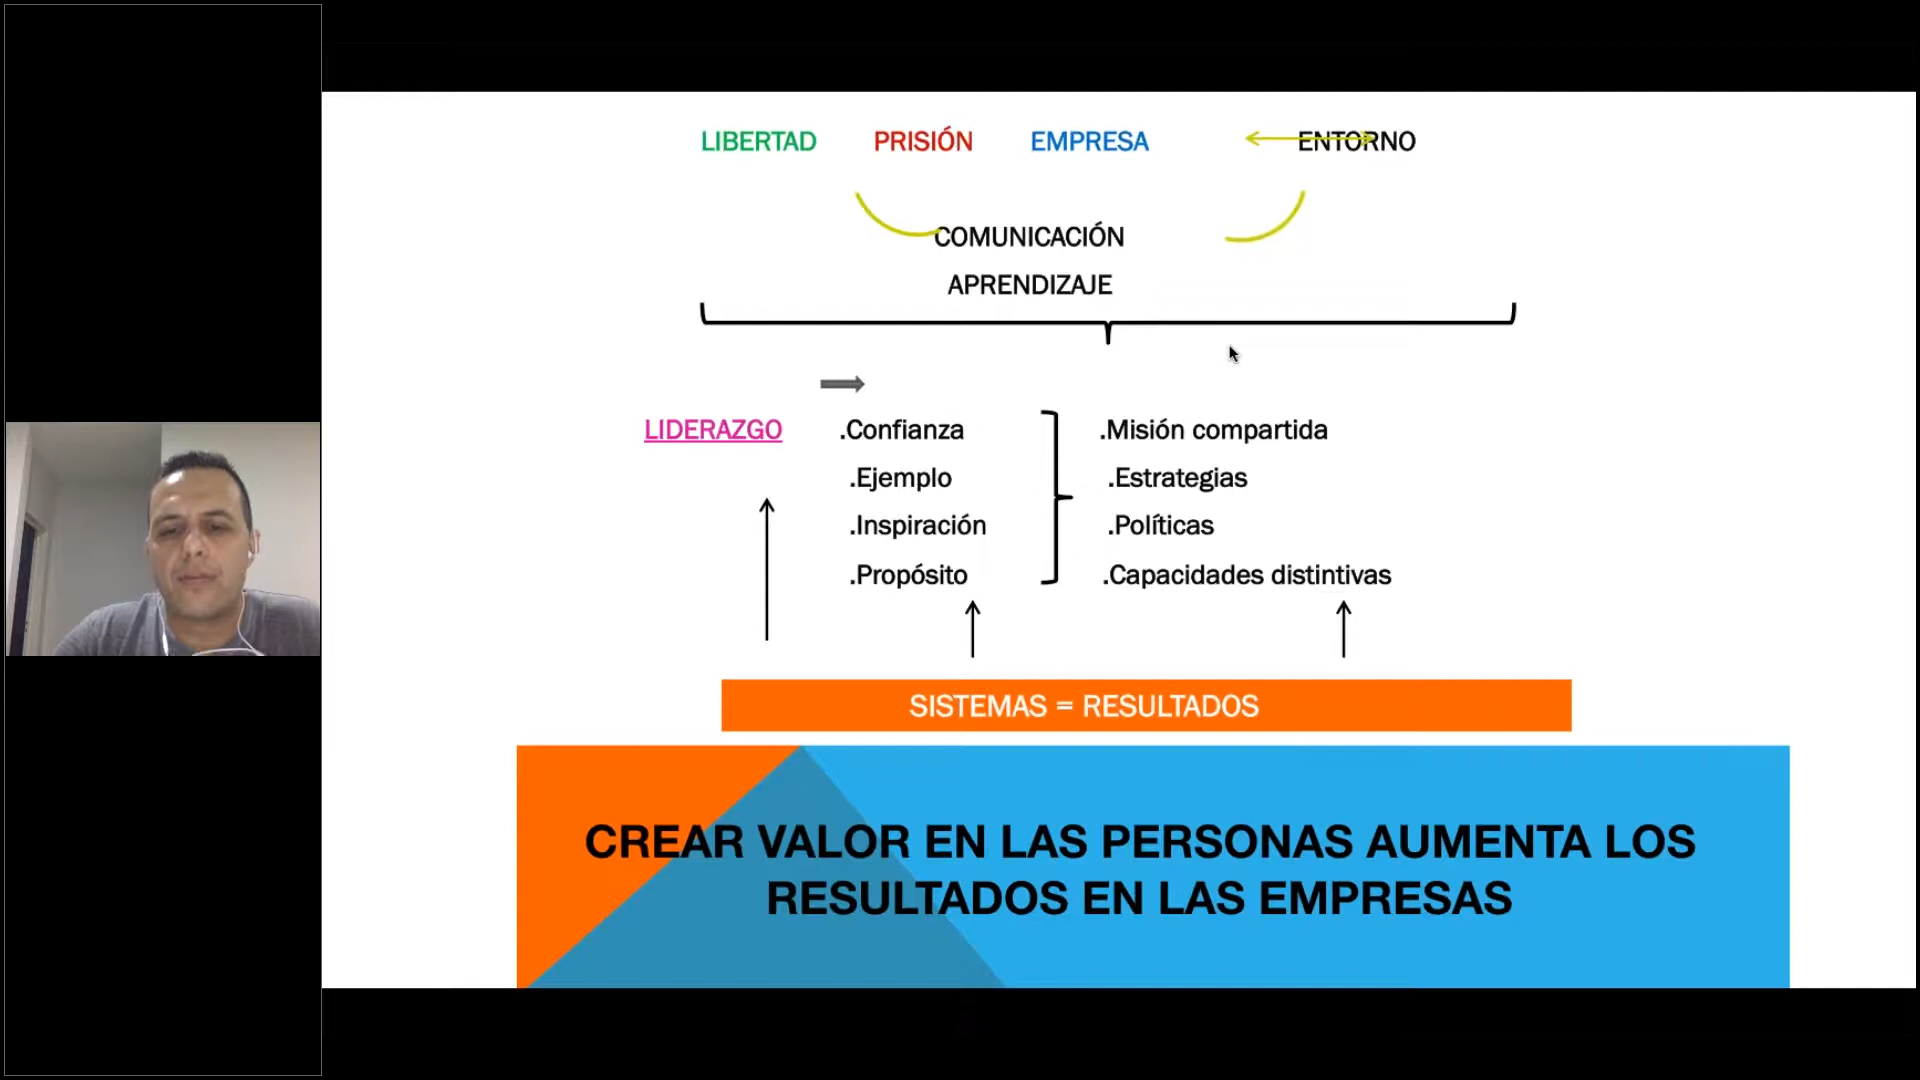 LIBERTAD PRISIÓN EMPRESA ENTORNO
COMUNICACIÓN
APRENDIZAJE
LIDERAZGO .Confianza .Misión compartida
.Ejemplo .Estrategias
.Inspiración .Políticas
.Propósito .Capacidades distintivas
SISTEMAS = RESULTADOS
CREAR VALOR EN LAS PERSONAS AUMENTA LOS
RESULTADOS EN LAS EMPRESAS